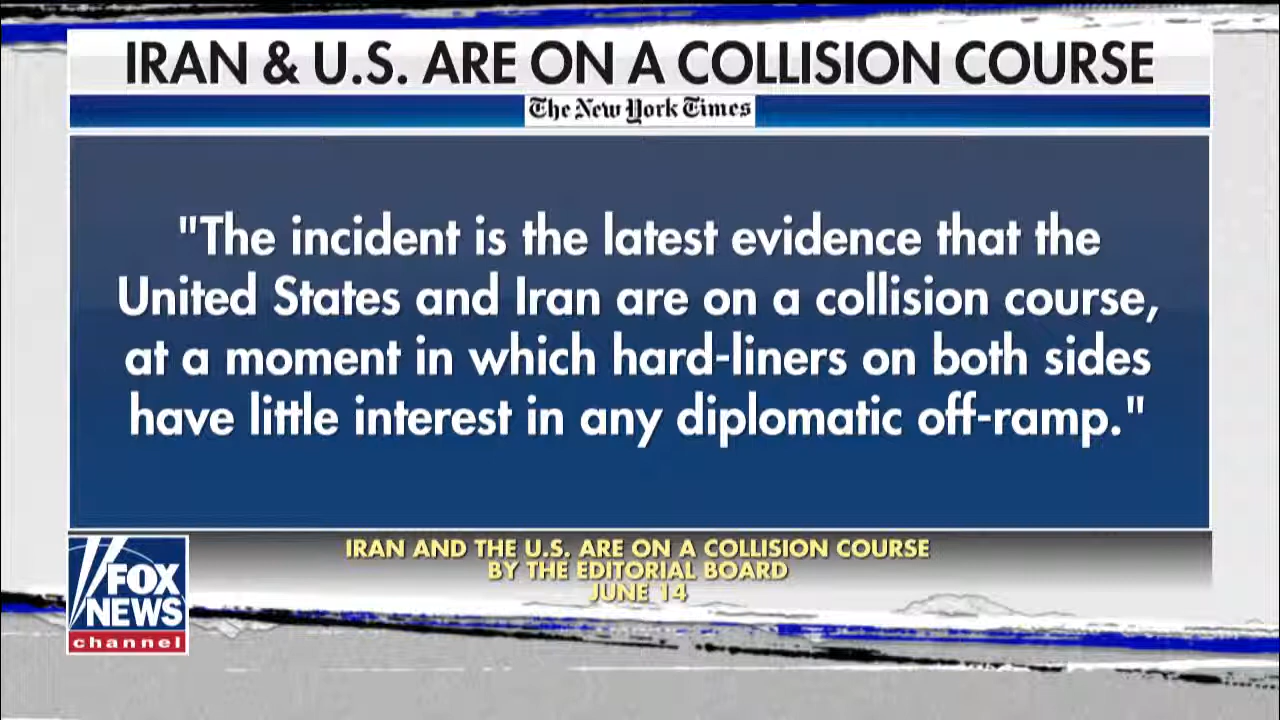 IRAN & U.S. ARE ON A COLLISION COURSE
The New York Times
"The incident is the latest evidence that the
United States and Iran are on a collision course,
at a moment in which hard-liners on both sides
have little interest in any diplomatic off-ramp."
IRAN AND THE U.S. ARE ON A COLLISION COURSE
BY THE EDITORIAL BOARD
JUNE 14
FOX
NEWS
channel